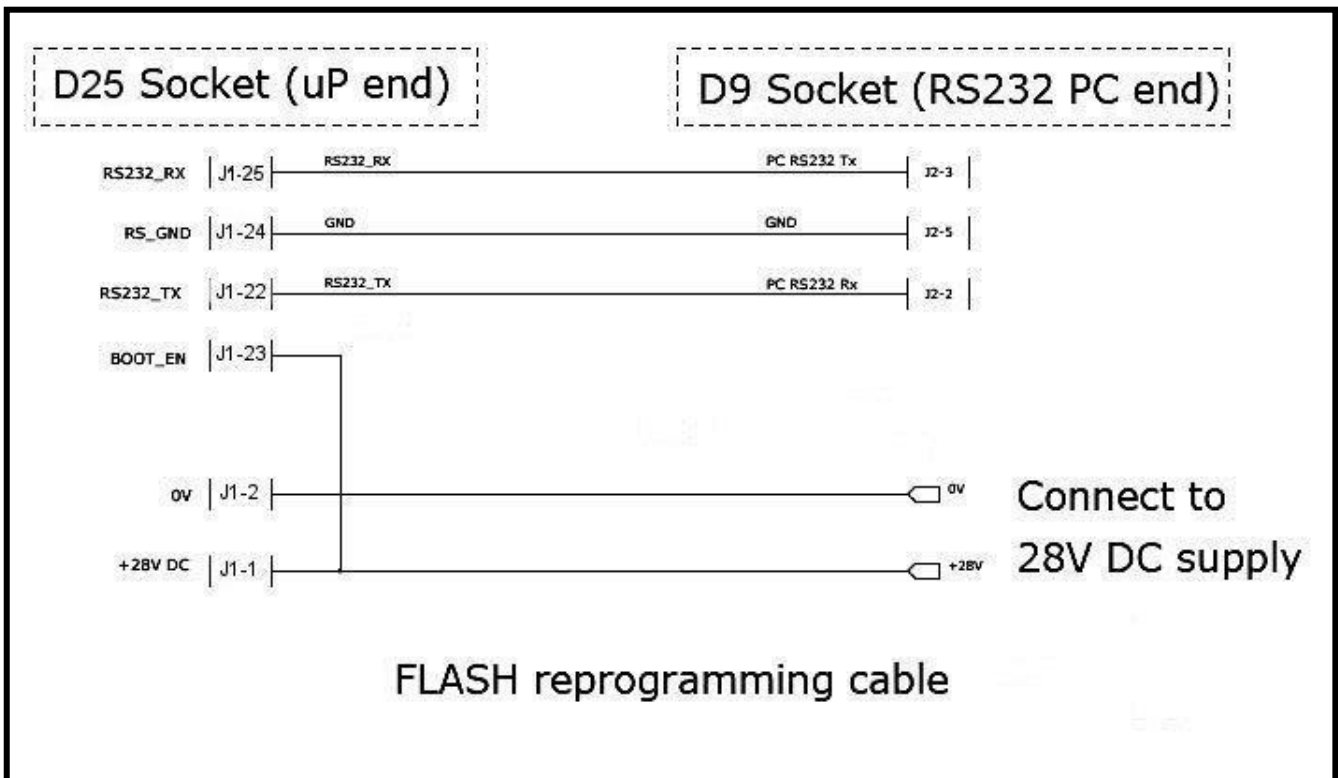 D25 Socket (uP end)
D9 Socket (RS232 PC end)
RS232_RX J1-25 RS232_RX PC RS232 Tx J2-3
RS_GND J1-24 GND GND J2-5
RS232_TX J1-22 RS232_TX PC RS232 Rx J2-2
BOOT_EN J1-23
0V J1-2 0V
Connect to
+28V DC J1-1 +28V
28V DC supply
FLASH reprogramming cable